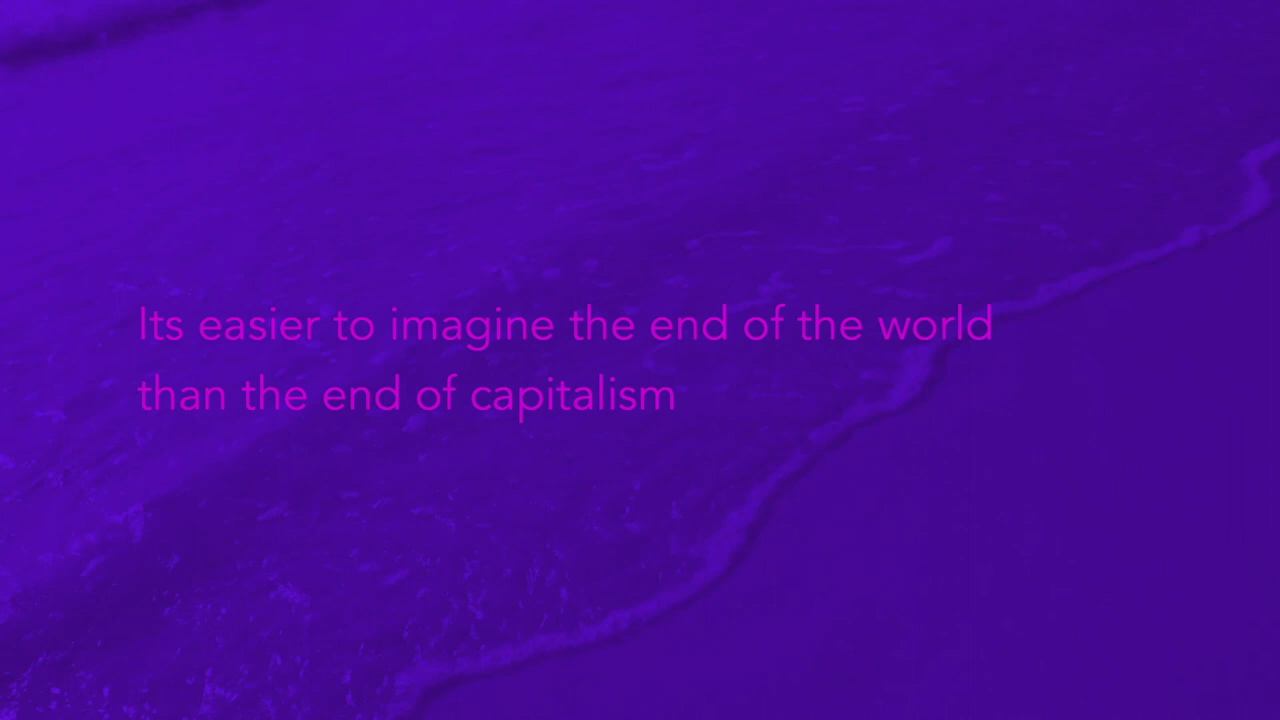 Its easier to imagine the end of the world
than the end of capitalism